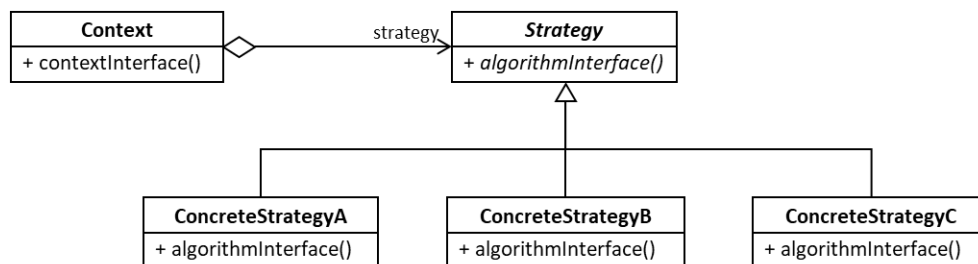 Context
+ contextInterface()
strategy
Strategy
+ algorithmInterface()
ConcreteStrategyA
+ algorithmInterface()
ConcreteStrategyB
+ algorithmInterface()
ConcreteStrategyC
+ algorithmInterface()